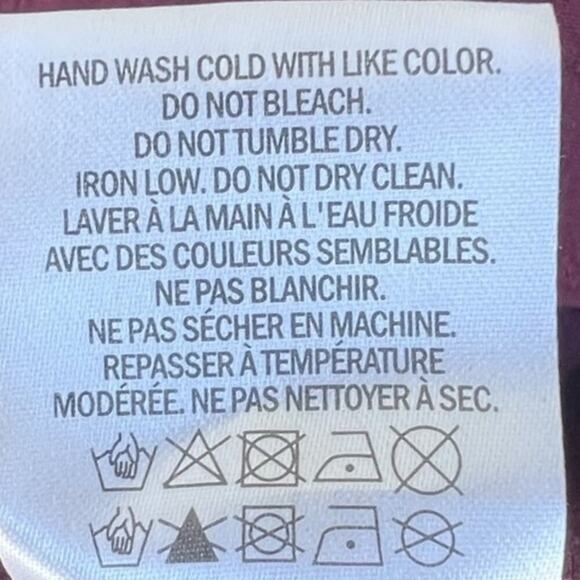 HAND WASH COLD WITH LIKE COLOR.
DO NOT BLEACH.
DO NOT TUMBLE DRY.
IRON LOW. DO NOT DRY CLEAN.
LAVER À LA MAIN À L'EAU FROIDE
AVEC DES COULEURS SEMBLABLES.
NE PAS BLANCHIR.
NE PAS SÉCHER EN MACHINE.
REPASSER À TEMPÉRATURE
MODÉRÉE. NE PAS NETTOYER À SEC.